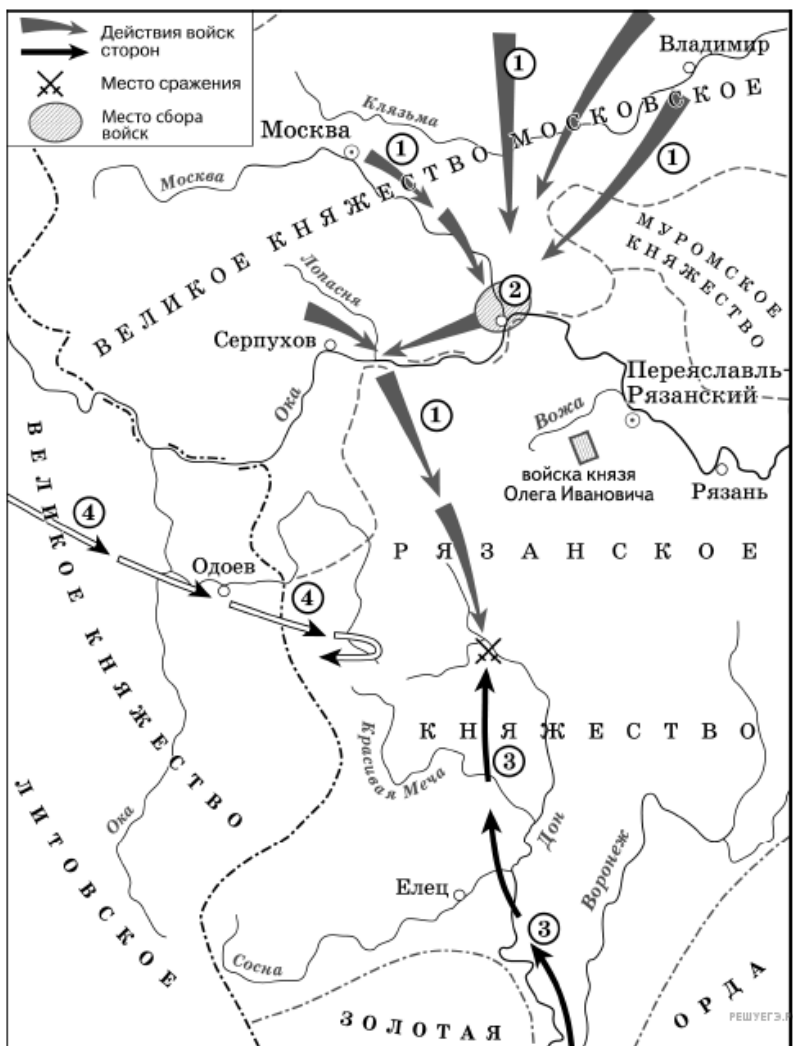 Действия войск
сторон
Место сражения
Место сбора
войск
Владимир
Клязьма
Москва
Москва
ВЕЛИКОЕ КНЯЖЕСТВО МОСКОВСКОЕ
1
1
1
МУРОМСКОЕ
КНЯЖЕСТВО
Лопасня
2
Серпухов
Ока
1
Переяславль-
Рязанский
Вожа
войска князя
Олега Ивановича
Рязань
4
Одоев
4
РЯЗАНСКОЕ
КНЯЖЕСТВО
ВЕЛИКОЕ КНЯЖЕСТВО
ЛИТОВСКОЕ
Красивая Меча
3
Ока
Дон
Воронеж
Елец
3
Сосна
ЗОЛОТАЯ
ОРДА
РЕШУЕГЭ.Р